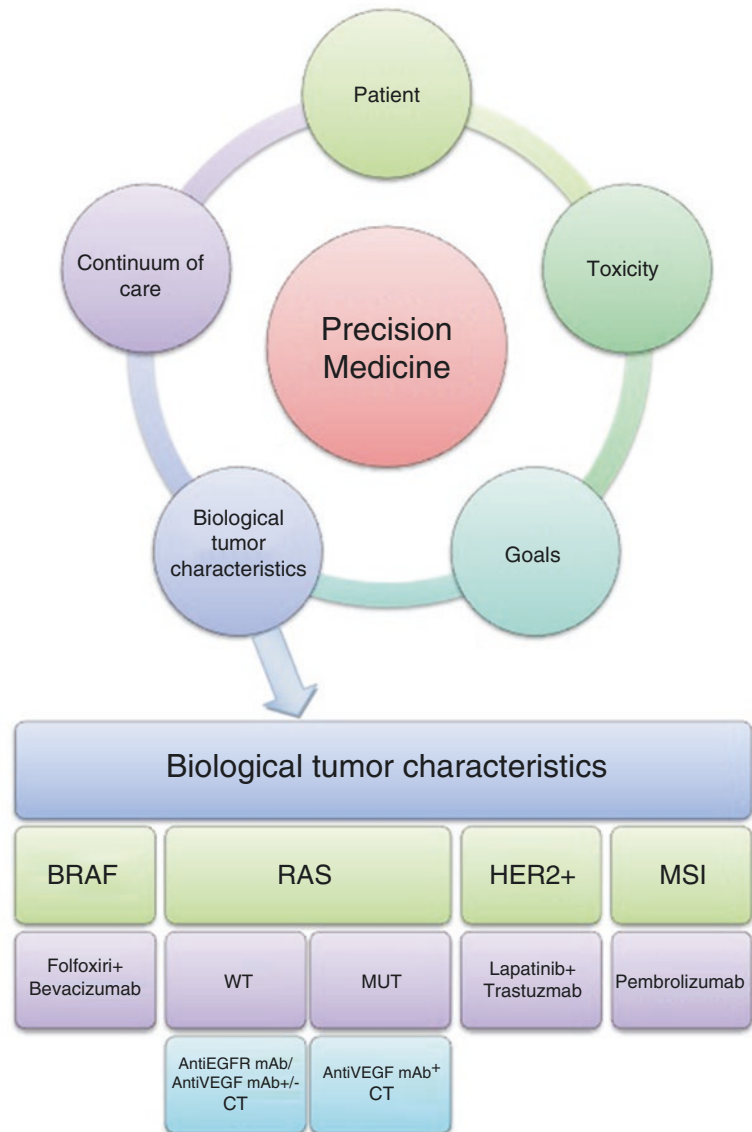 Patient
Continuum of
care
Toxicity
Precision
Medicine
Biological
tumor
characteristics
Goals
Biological tumor characteristics
BRAF
RAS
HER2+
MSI
Folfoxiri+
Bevacizumab
WT
MUT
Lapatinib+
Trastuzmab
Pembrolizumab
AntiEGFR mAb/
AntiVEGF mAb+/-
CT
AntiVEGF mAb+
CT